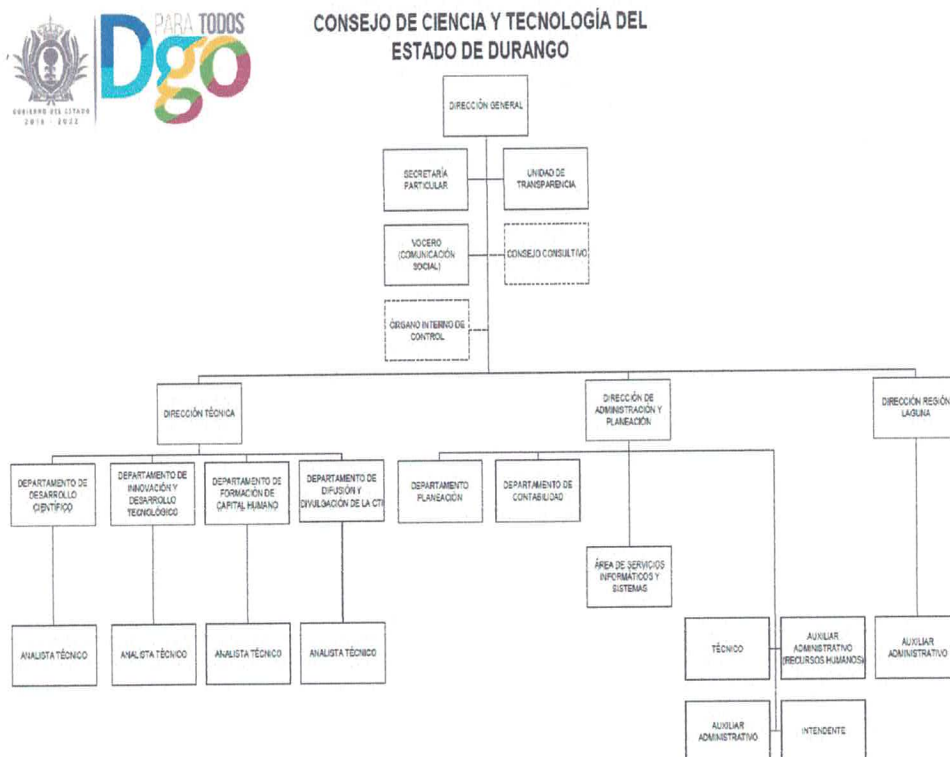 PARA TODOS
Dgo
GOBIERNO DEL ESTADO
2016 - 2022
CONSEJO DE CIENCIA Y TECNOLOGÍA DEL
ESTADO DE DURANGO
DIRECCIÓN GENERAL
SECRETARÍA
PARTICULAR
UNIDAD DE
TRANSPARENCIA
VOCERO
(COMUNICACIÓN
SOCIAL)
CONSEJO CONSULTIVO
ÓRGANO INTERNO DE
CONTROL
DIRECCIÓN TÉCNICA
DIRECCIÓN DE
ADMINISTRACIÓN Y
PLANEACIÓN
DIRECCIÓN REGIÓN
LAGUNA
DEPARTAMENTO DE
DESARROLLO
CIENTÍFICO
DEPARTAMENTO DE
INNOVACIÓN Y
DESARROLLO
TECNOLÓGICO
DEPARTAMENTO DE
FORMACIÓN DE
CAPITAL HUMANO
DEPARTAMENTO DE
DIFUSIÓN Y
DIVULGACIÓN DE LA CTI
DEPARTAMENTO
PLANEACIÓN
DEPARTAMENTO DE
CONTABILIDAD
ÁREA DE SERVICIOS
INFORMÁTICOS Y
SISTEMAS
ANALISTA TÉCNICO
ANALISTA TÉCNICO
ANALISTA TÉCNICO
ANALISTA TÉCNICO
TÉCNICO
AUXILIAR
ADMINISTRATIVO
(RECURSOS HUMANOS)
AUXILIAR
ADMINISTRATIVO
AUXILIAR
ADMINISTRATIVO
INTENDENTE